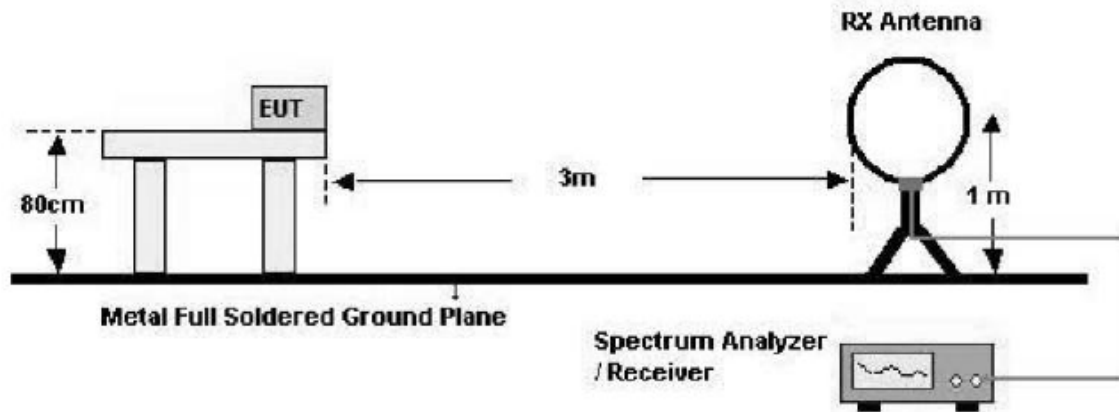 RX Antenna
EUT
3m
80cm
1 m
Metal Full Soldered Ground Plane
Spectrum Analyzer
/ Receiver